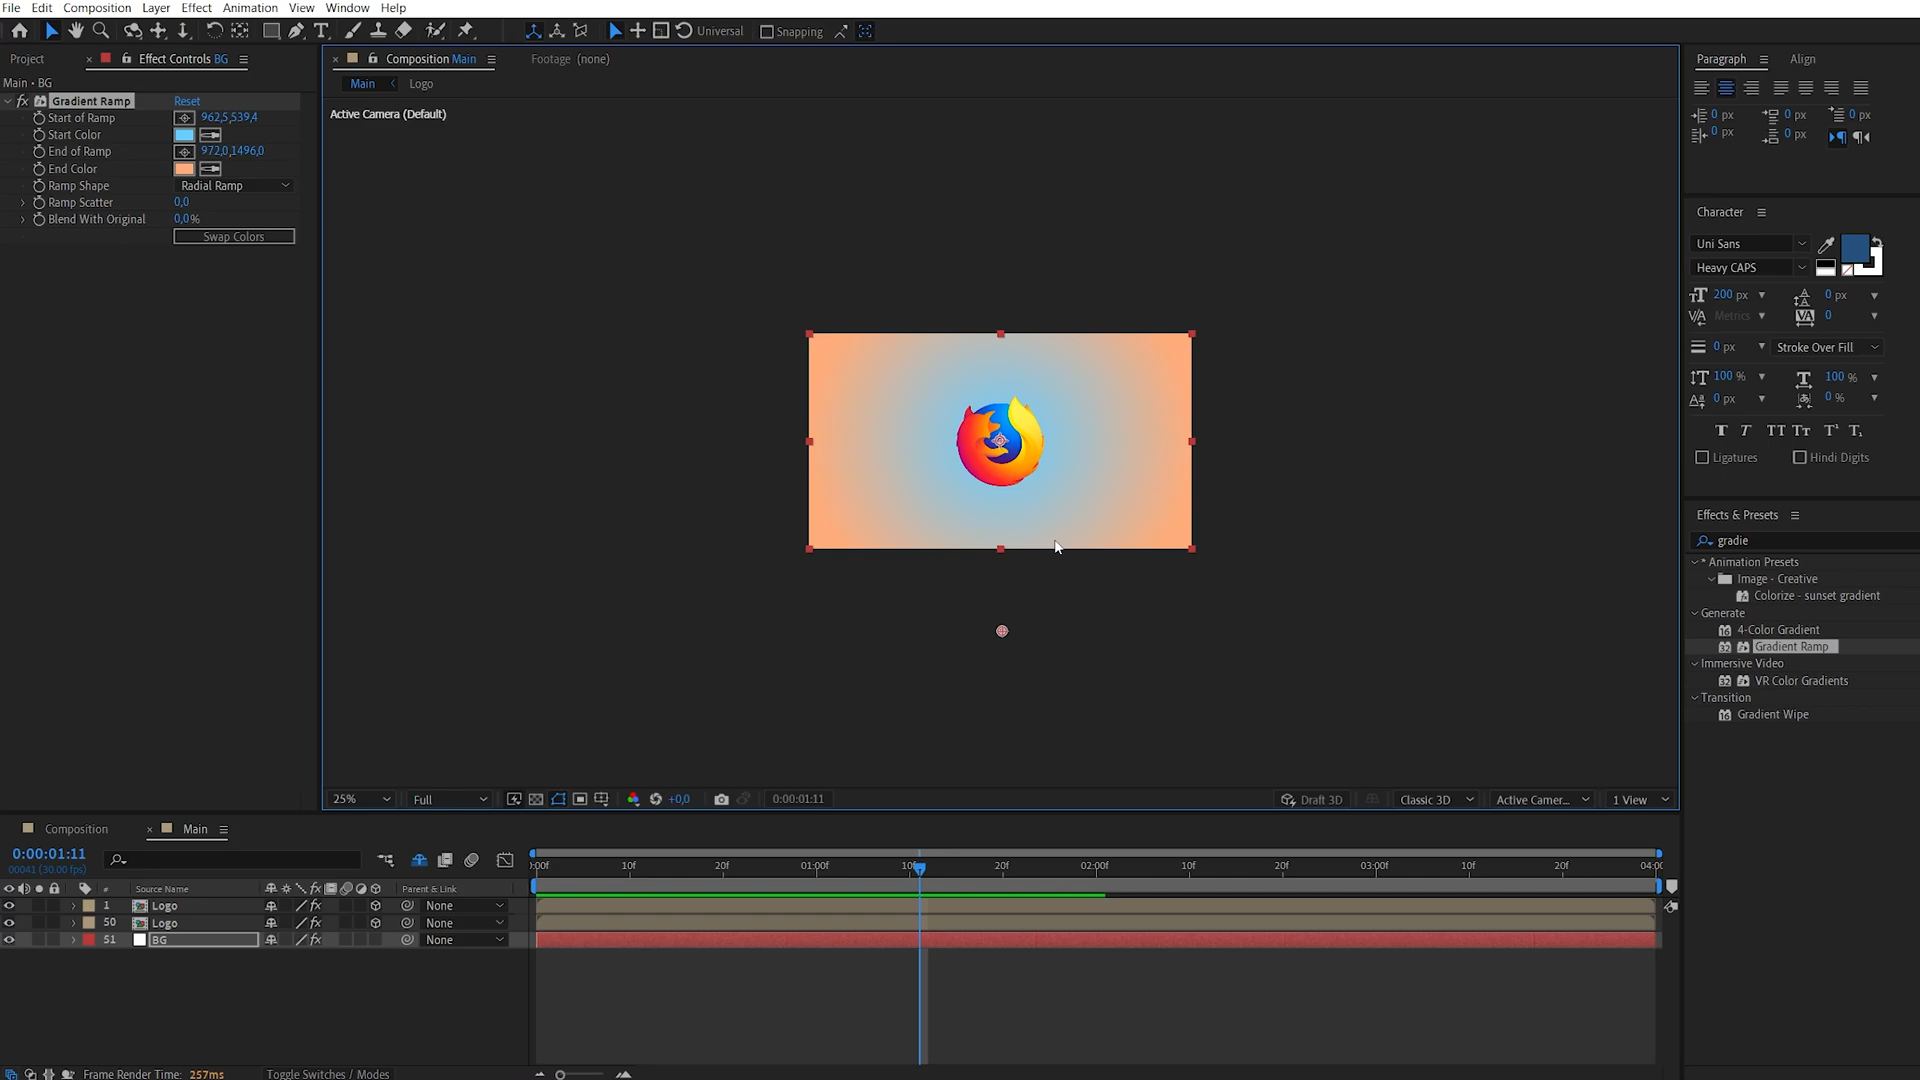 File Edit Composition Layer Effect Animation View Window Help
Universal Snapping
Project Effect Controls BG
Main • BG
fx Gradient Ramp Reset
Start of Ramp 962,5,539,4
Start Color
End of Ramp 972,0,1496,0
End Color
Ramp Shape Radial Ramp
Ramp Scatter 0,0
Blend With Original 0,0%
Swap Colors
Composition Main Footage (none)
Main Logo
Active Camera (Default)
25% Full +0,0 0:00:01:11 Draft 3D Classic 3D Active Camer... 1 View
Paragraph Align
0 px 0 px 0 px
0 px 0 px
Character
Uni Sans
Heavy CAPS
200 px 0 px
Metrics 0
0 px Stroke Over Fill
100 % 100 %
0 px 0 %
T T TT Tт T¹ T₁
Ligatures Hindi Digits
Effects & Presets
gradie
* Animation Presets
Image - Creative
Colorize - sunset gradient
Generate
4-Color Gradient
Gradient Ramp
Immersive Video
VR Color Gradients
Transition
Gradient Wipe
Composition Main
0:00:01:11
00041 (30.00 fps)
:00f 10f 20f 01:00f 10f 20f 02:00f 10f 20f 03:00f 10f 20f 04:00
# Source Name fx Parent & Link
1 Logo fx None
50 Logo fx None
51 BG fx None
Frame Render Time: 257ms Toggle Switches / Modes